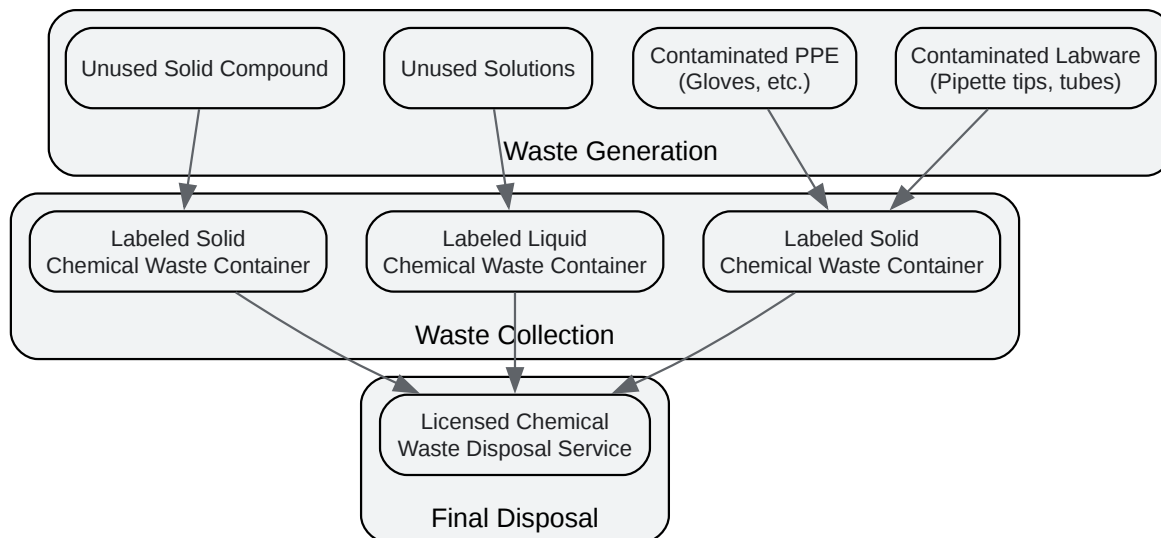 Unused Solid Compound
Unused Solutions
Contaminated PPE
(Gloves, etc.)
Contaminated Labware
(Pipette tips, tubes)
Waste Generation
Labeled Solid
Chemical Waste Container
Labeled Liquid
Chemical Waste Container
Labeled Solid
Chemical Waste Container
Waste Collection
Licensed Chemical
Waste Disposal Service
Final Disposal